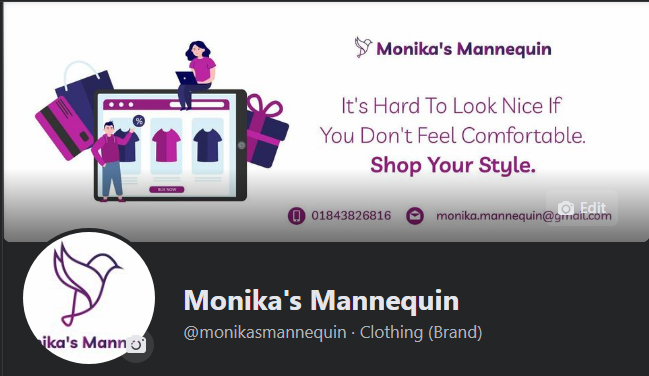 Monika's Mannequin
It's Hard To Look Nice If
You Don't Feel Comfortable.
Shop Your Style.
%
BUY NOW
01843826816 monika.mannequin@gmail.com
Edit
ika's Mann
Monika's Mannequin
@monikasmannequin · Clothing (Brand)